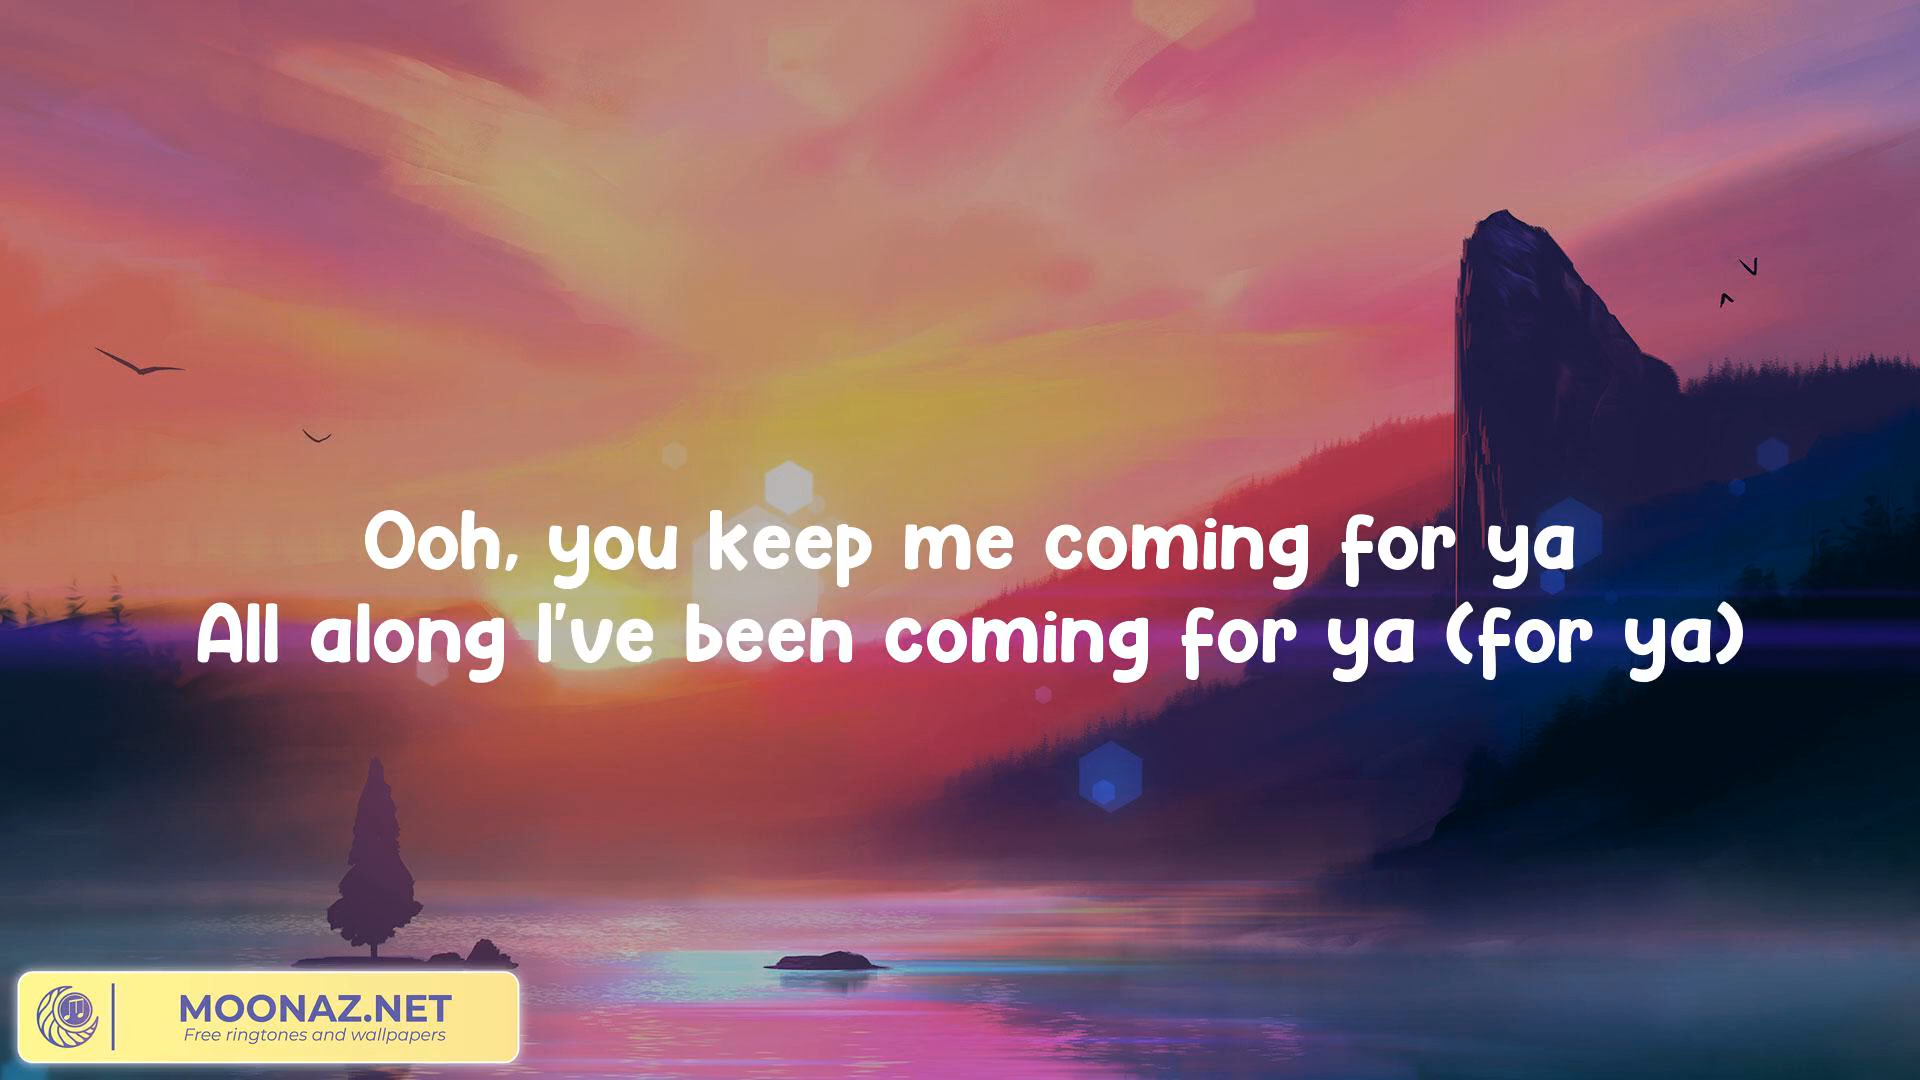 Ooh, you keep me coming for ya
All along I've been coming for ya (for ya)
MOONAZ.NET
Free ringtones and wallpapers